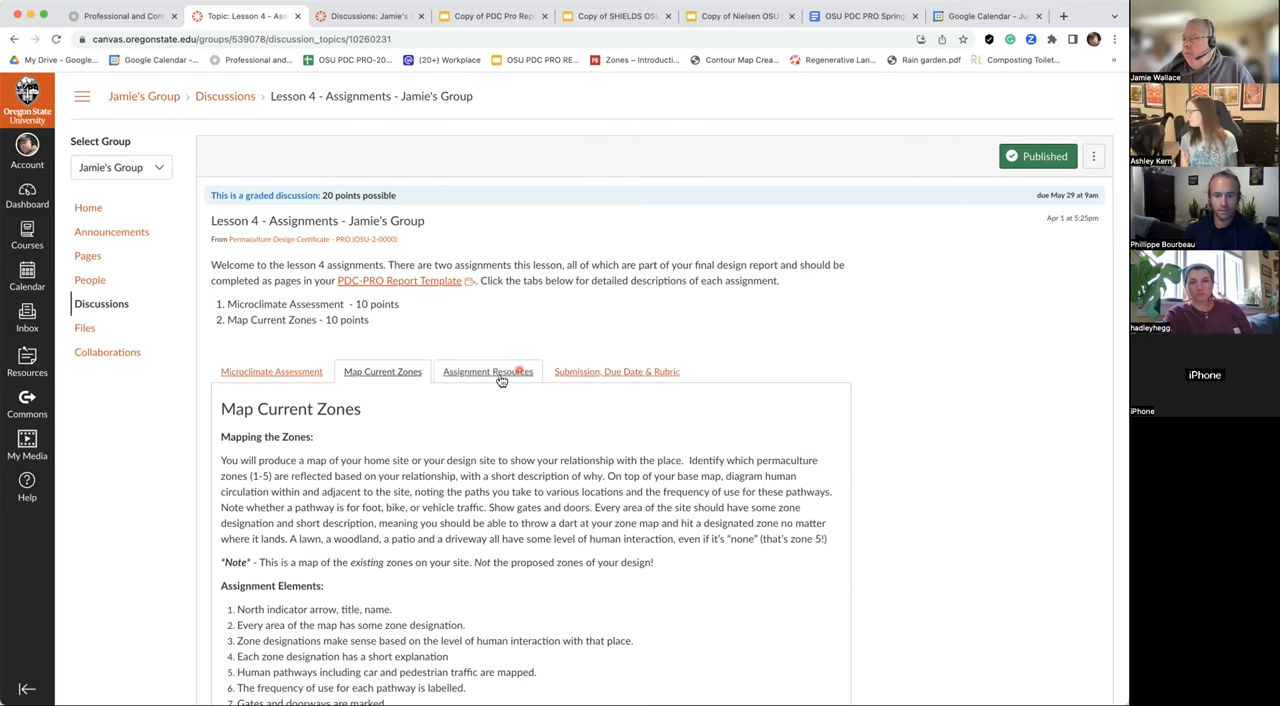 Professional and Con
Topic: Lesson 4 - As
Discussions: Jamie's
Copy of PDC Pro Rep
Copy of SHIELDS OSU
Copy of Nielsen OSU
OSU PDC PRO Spring
Google Calendar - Ju
canvas.oregonstate.edu/groups/539078/discussion_topics/10260231
My Drive - Google...
Google Calendar -...
Professional and...
OSU PDC PRO-20...
(20+) Workplace
OSU PDC PRO RE...
Zones – Introducti...
Contour Map Crea...
Regenerative Lan...
Rain garden.pdf
Composting Toilet...
Oregon State
University
Account
Dashboard
Courses
Calendar
Inbox
Resources
Commons
My Media
Help
Jamie's Group
Discussions
Lesson 4 - Assignments - Jamie's Group
Select Group
Jamie's Group
Home
Announcements
Pages
People
Discussions
Files
Collaborations
Published
This is a graded discussion: 20 points possible
due May 29 at 9am
Lesson 4 - Assignments - Jamie's Group
Apr 1 at 5:25pm
From Permaculture Design Certificate - PRO (OSU-2-0000)
Welcome to the lesson 4 assignments. There are two assignments this lesson, all of which are part of your final design report and should be
completed as pages in your PDC-PRO Report Template. Click the tabs below for detailed descriptions of each assignment.
1. Microclimate Assessment - 10 points
2. Map Current Zones - 10 points
Microclimate Assessment
Map Current Zones
Assignment Resources
Submission, Due Date & Rubric
Map Current Zones
Mapping the Zones:
You will produce a map of your home site or your design site to show your relationship with the place. Identify which permaculture
zones (1-5) are reflected based on your relationship, with a short description of why. On top of your base map, diagram human
circulation within and adjacent to the site, noting the paths you take to various locations and the frequency of use for these pathways.
Note whether a pathway is for foot, bike, or vehicle traffic. Show gates and doors. Every area of the site should have some zone
designation and short description, meaning you should be able to throw a dart at your zone map and hit a designated zone no matter
where it lands. A lawn, a woodland, a patio and a driveway all have some level of human interaction, even if it's "none" (that's zone 5!)
*Note* - This is a map of the existing zones on your site. Not the proposed zones of your design!
Assignment Elements:
1. North indicator arrow, title, name.
2. Every area of the map has some zone designation.
3. Zone designations make sense based on the level of human interaction with that place.
4. Each zone designation has a short explanation
5. Human pathways including car and pedestrian traffic are mapped.
6. The frequency of use for each pathway is labelled.
7. Gates and doorways are marked
Jamie Wallace
Ashley Kern
Phillippe Bourbeau
hadleyhegg
iPhone
iPhone